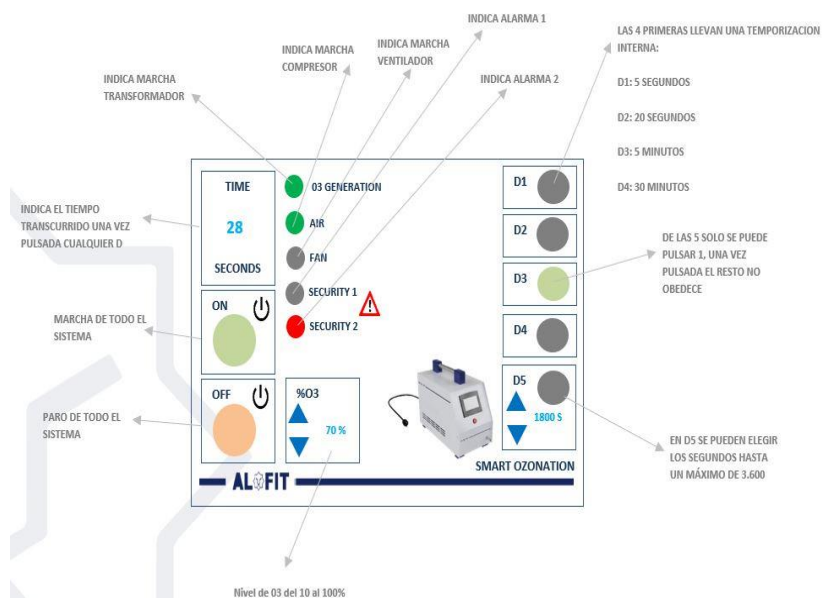 INDICA ALARMA 1
INDICA MARCHA
COMPRESOR
INDICA MARCHA
VENTILADOR
INDICA ALARMA 2
INDICA MARCHA
TRANSFORMADOR
LAS 4 PRIMERAS LLEVAN UNA TEMPORIZACION
INTERNA:
D1: 5 SEGUNDOS
D2: 20 SEGUNDOS
D3: 5 MINUTOS
D4: 30 MINUTOS
INDICA EL TIEMPO
TRANSCURRIDO UNA VEZ
PULSADA CUALQUIER D
MARCHA DE TODO EL
SISTEMA
PARO DE TODO EL
SISTEMA
TIME
28
SECONDS
ON
OFF
03 GENERATION
AIR
FAN
SECURITY 1
SECURITY 2
%O3
70 %
D1
D2
D3
D4
D5
1800 S
SMART OZONATION
ALOFIT
DE LAS 5 SOLO SE PUEDE
PULSAR 1, UNA VEZ
PULSADA EL RESTO NO
OBEDECE
EN D5 SE PUEDEN ELEGIR
LOS SEGUNDOS HASTA
UN MÁXIMO DE 3.600
Nível de 03 del 10 al 100%